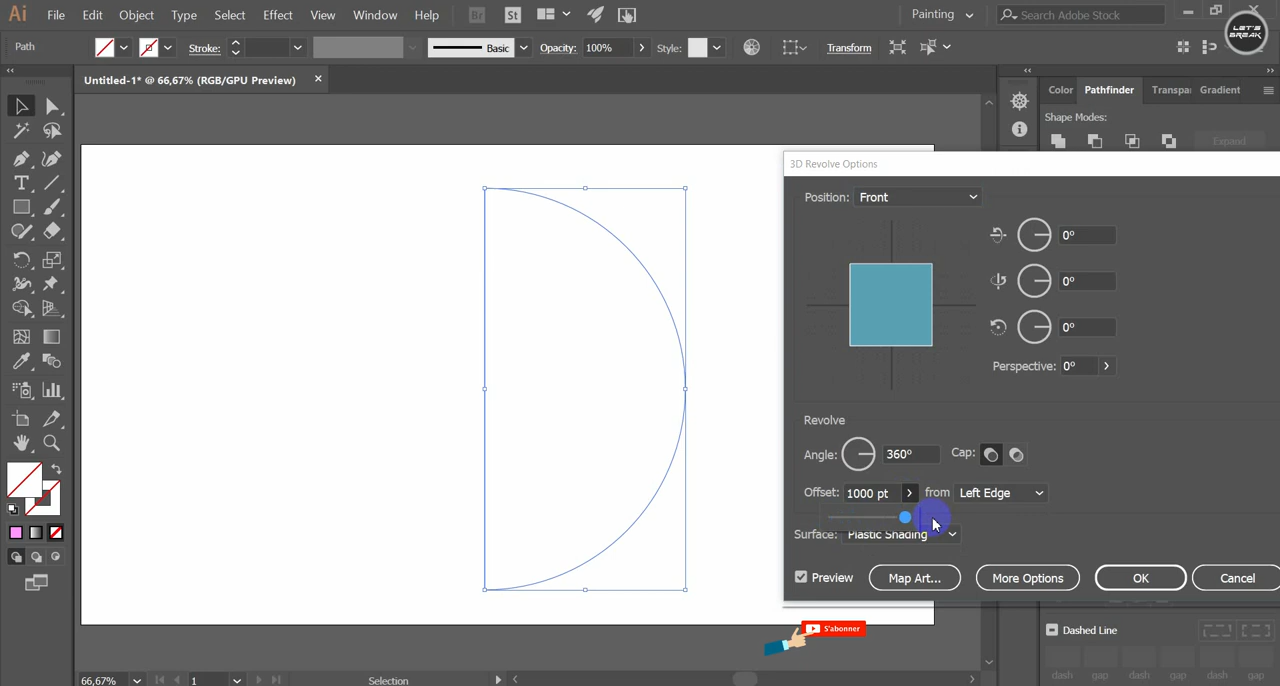 Ai File Edit Object Type Select Effect View Window Help Br St Painting Search Adobe Stock
LET'S BREAK
Path Stroke: Basic Opacity: 100% Style: Transform
Untitled-1* @ 66,67% (RGB/GPU Preview) ×
Color Pathfinder Transpa Gradient
Shape Modes:
Expand
3D Revolve Options
Position: Front
0°
0°
0°
Perspective: 0°
Revolve
Angle: 360° Cap:
Offset: 1000 pt from Left Edge
Surface: Plastic Shading
Preview Map Art... More Options OK Cancel
S'abonner
Dashed Line
dash gap dash gap dash gap
66,67% 1 Selection